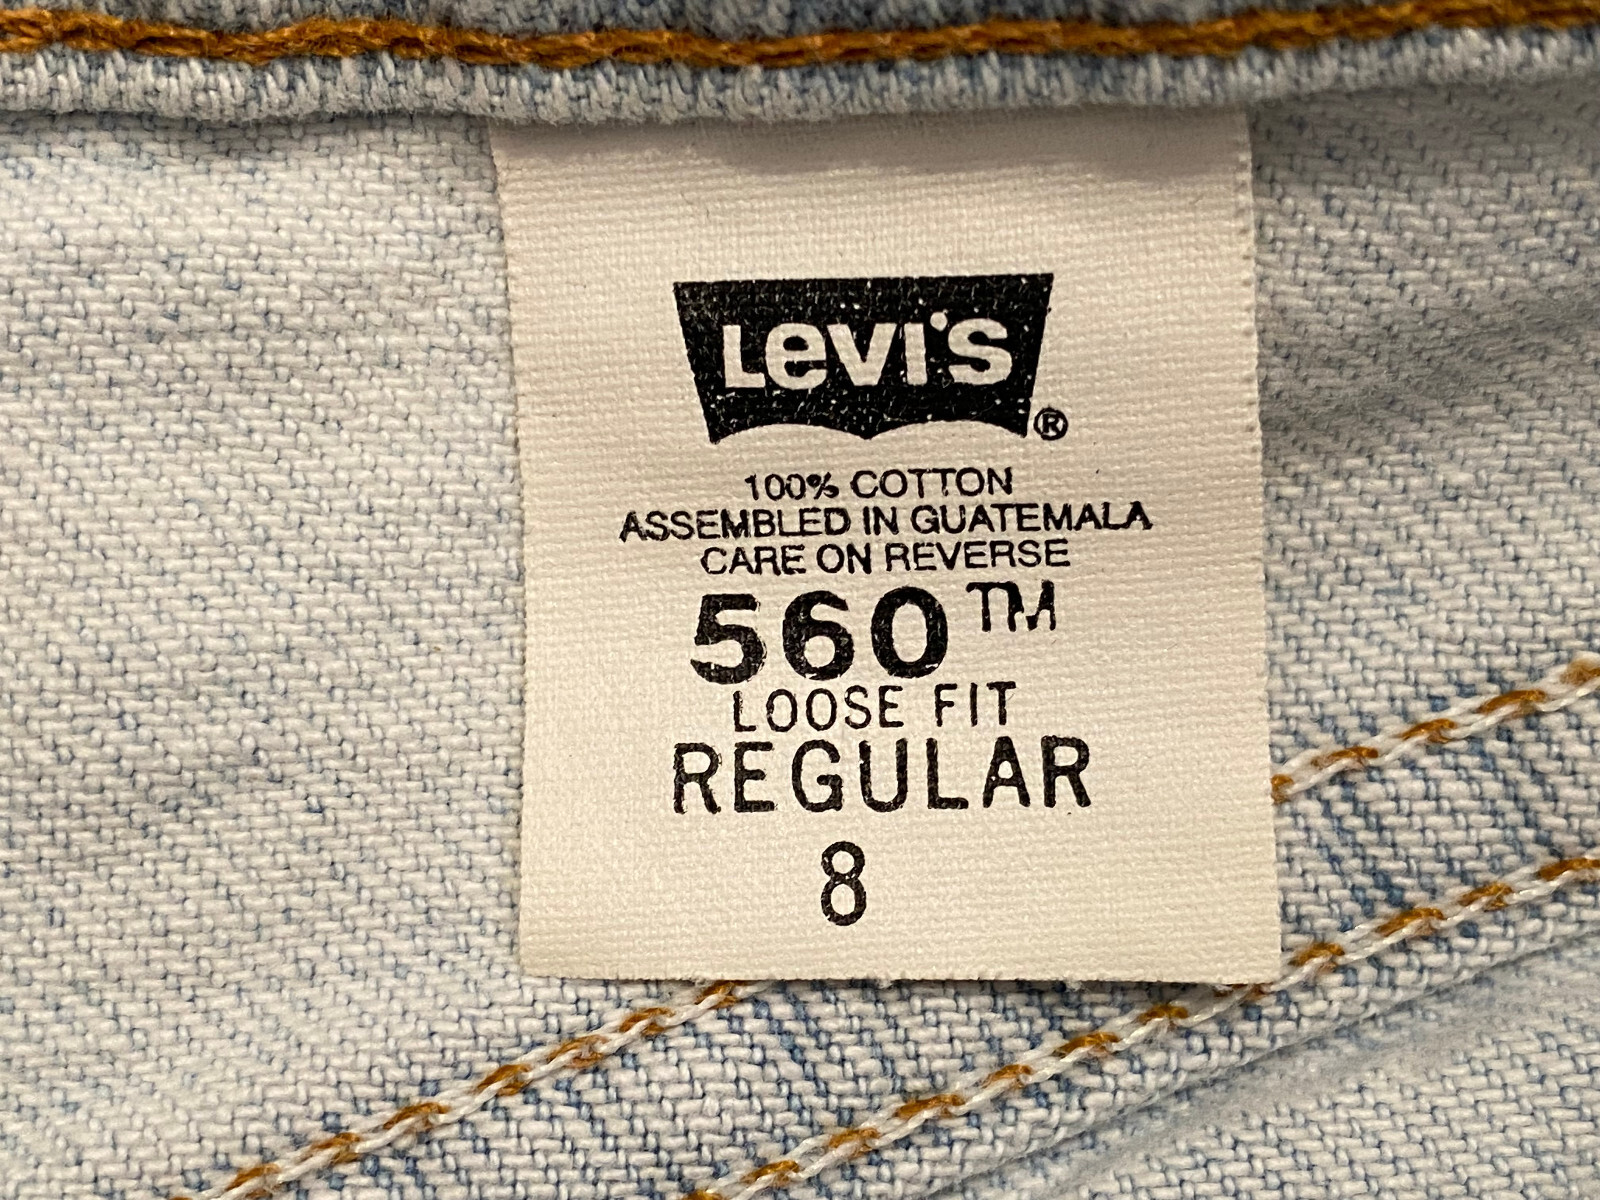 LEVI'S
®
100% COTTON
ASSEMBLED IN GUATEMALA
CARE ON REVERSE
560™
LOOSE FIT
REGULAR
8